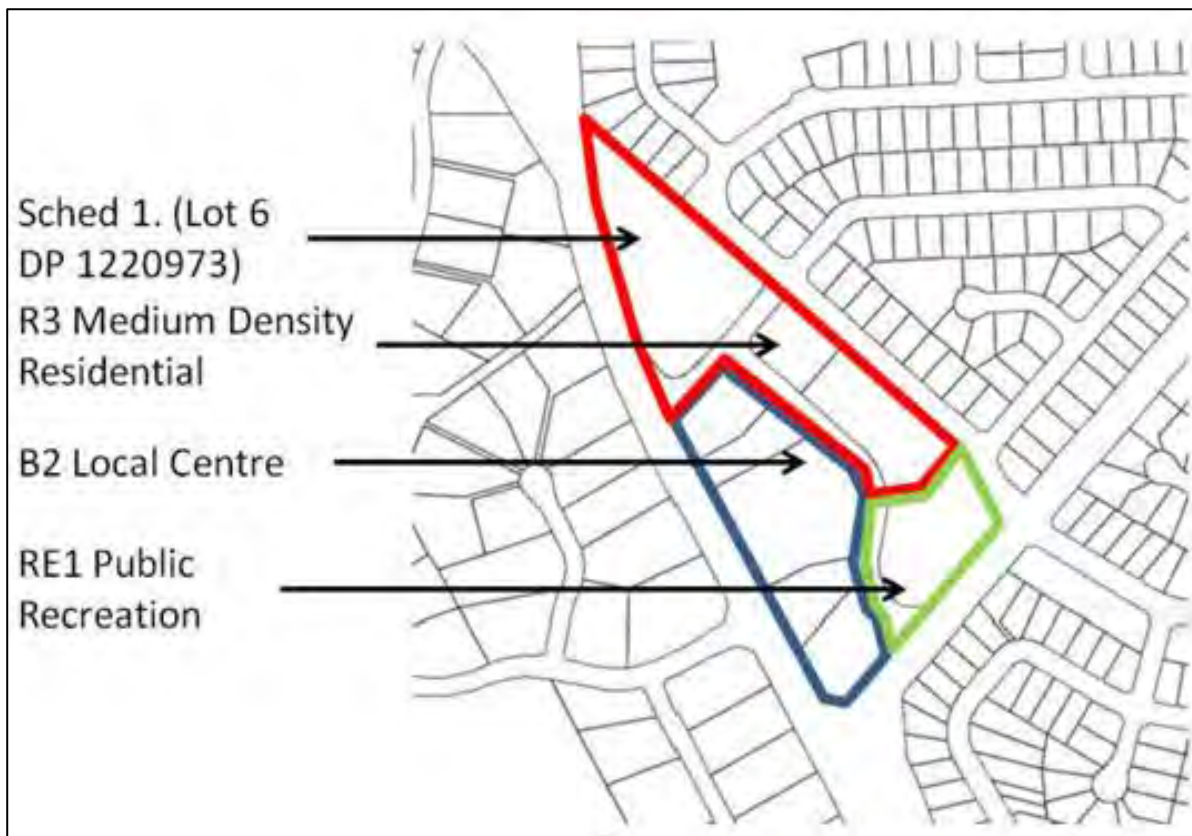 Sched 1. (Lot 6
DP 1220973)
R3 Medium Density
Residential
B2 Local Centre
RE1 Public
Recreation